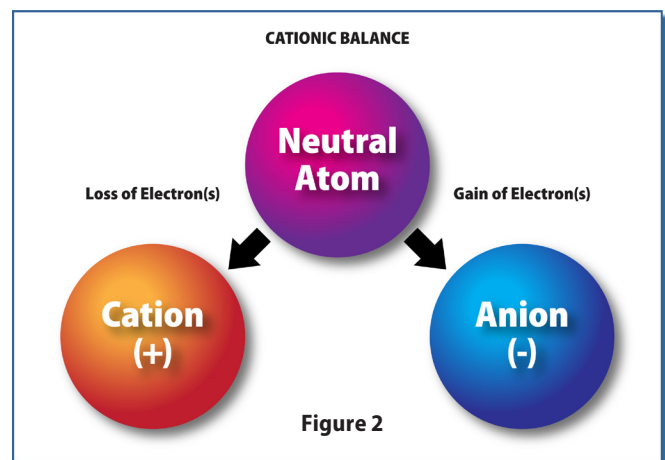 CATIONIC BALANCE
Neutral
Atom
Loss of Electron(s)
Gain of Electron(s)
Cation
(+)
Anion
(-)
Figure 2